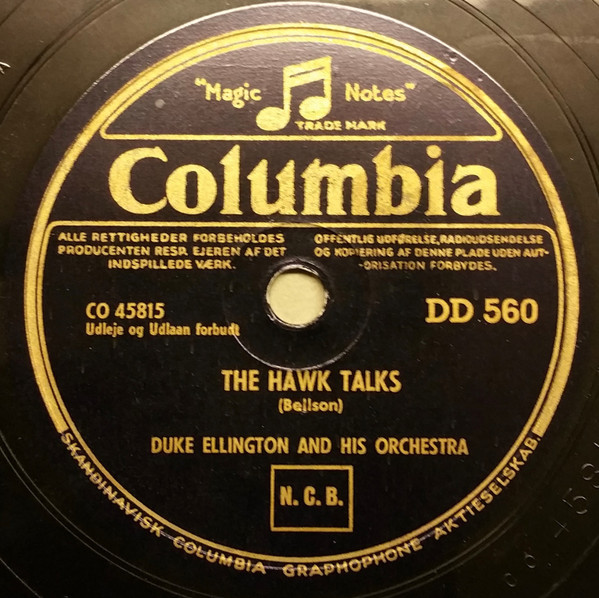 "Magic Notes"
TRADE MARK
Columbia
ALLE RETTIGHEDER FORBEHOLDES
PRODUCENTEN RESP. EJEREN AF DET
INDSPILLEDE VÆRK.
OFFENTLIG UDFØRELSE, RADIOUDSENDELSE
OG KOPIERING AF DENNE PLADE UDEN AUT-
ORISATION FORBYDES.
CO 45815
Udleje og Udlaan forbudt
DD 560
THE HAWK TALKS
(Bellson)
DUKE ELLINGTON AND HIS ORCHESTRA
N. C. B.
SKANDINAVISK COLUMBIA GRAPHOPHONE AKTIESELSKAB.